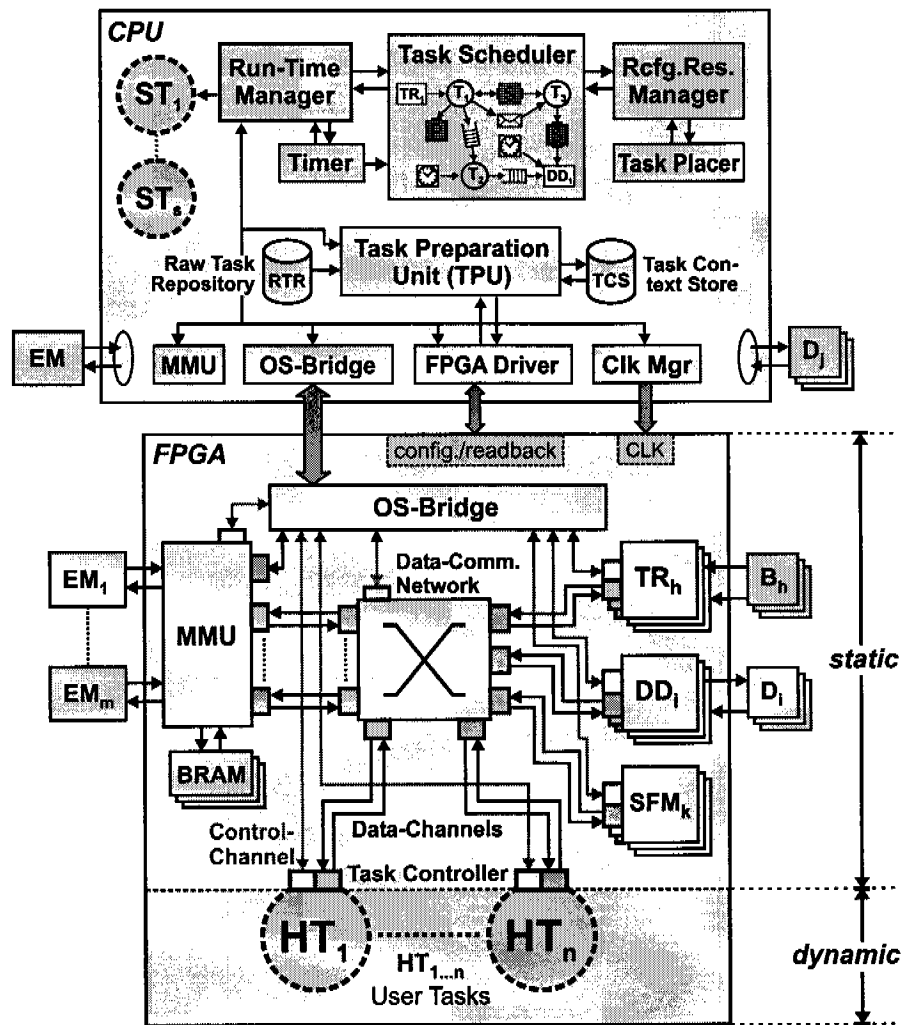 CPU
ST1
STs
Run-Time
Manager
Timer
Task Scheduler
TRi
T1
T3
T2
DDi
Rcfg.Res.
Manager
Task Placer
Raw Task
Repository
RTR
Task Preparation
Unit (TPU)
TCS
Task Con-
text Store
EM
MMU
OS-Bridge
FPGA Driver
Clk Mgr
Dj
FPGA
config./readback
CLK
OS-Bridge
EM1
EMm
MMU
BRAM
Data-Comm.
Network
TRh
Bh
DDi
Di
SFMk
static
Control-
Channel
Data-Channels
Task Controller
HT1
HTn
HT1...n
User Tasks
dynamic